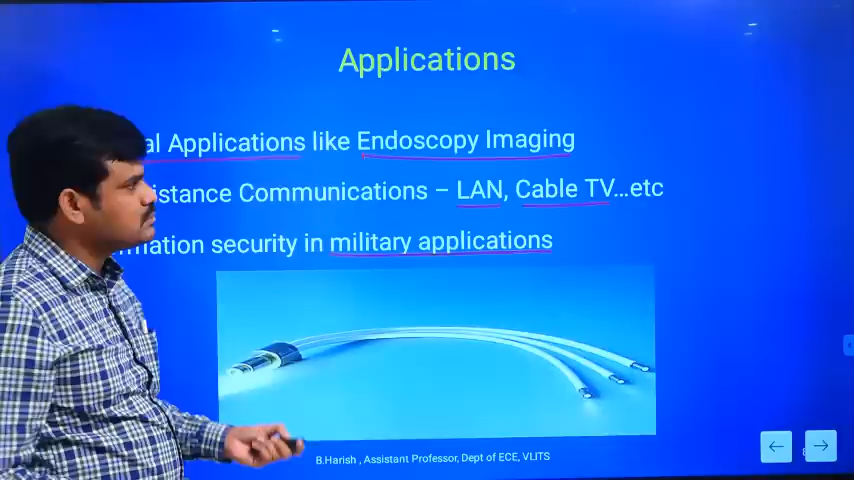 Applications
al Applications like Endoscopy Imaging
istance Communications – LAN, Cable TV...etc
mation security in military applications
B.Harish , Assistant Professor, Dept of ECE, VLITS
8